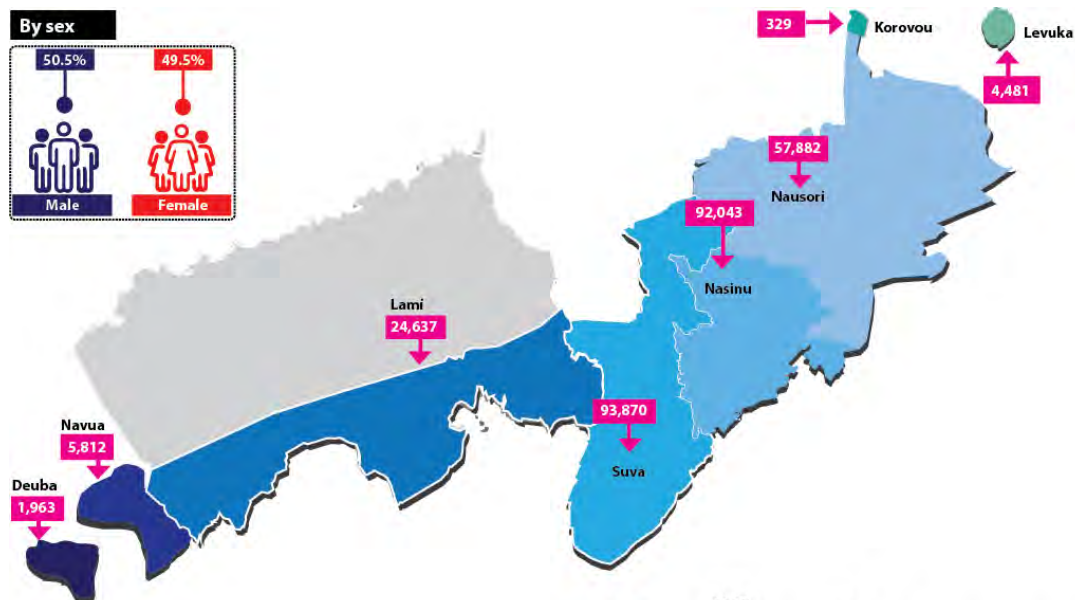 By sex
50.5%
49.5%
Male
Female
329
Korovou
Levuka
4,481
57,882
Nausori
92,043
Nasinu
Lami
24,637
93,870
Suva
Navua
5,812
Deuba
1,963